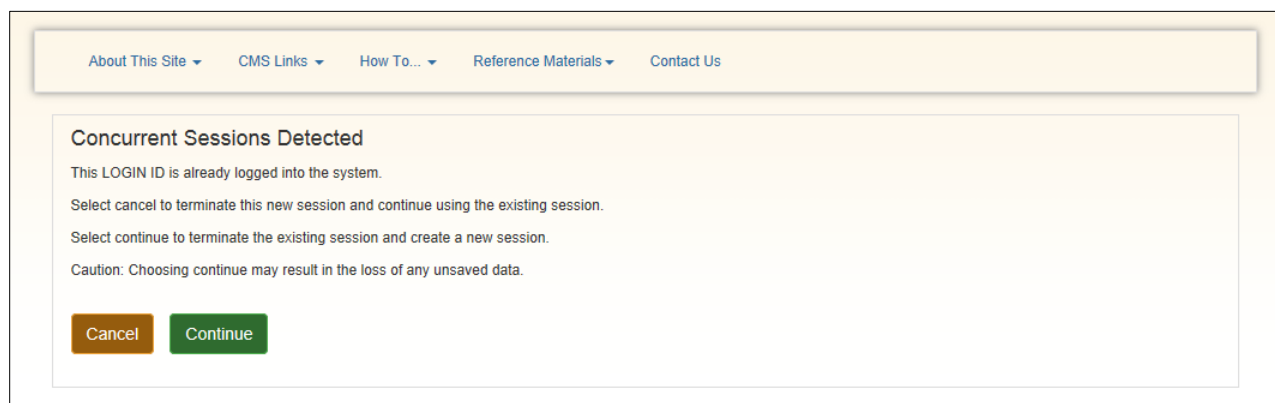 About This Site CMS Links How To... Reference Materials Contact Us
Concurrent Sessions Detected
This LOGIN ID is already logged into the system.
Select cancel to terminate this new session and continue using the existing session.
Select continue to terminate the existing session and create a new session.
Caution: Choosing continue may result in the loss of any unsaved data.
Cancel Continue